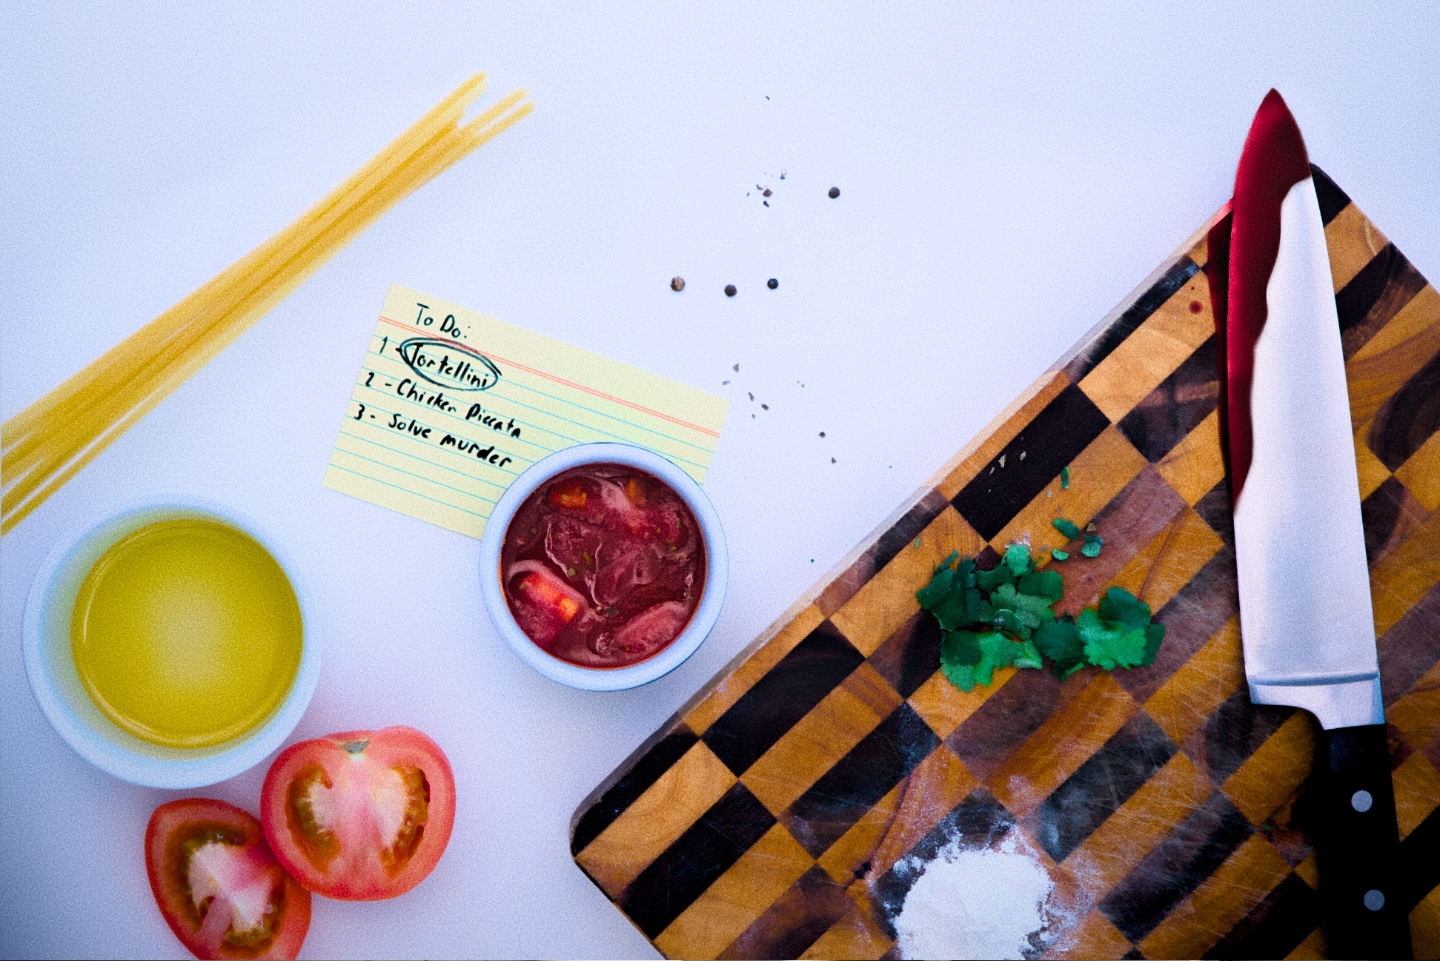 To Do:
1 - Tortellini
2 - Chicken Piccata
3 - Solve murder